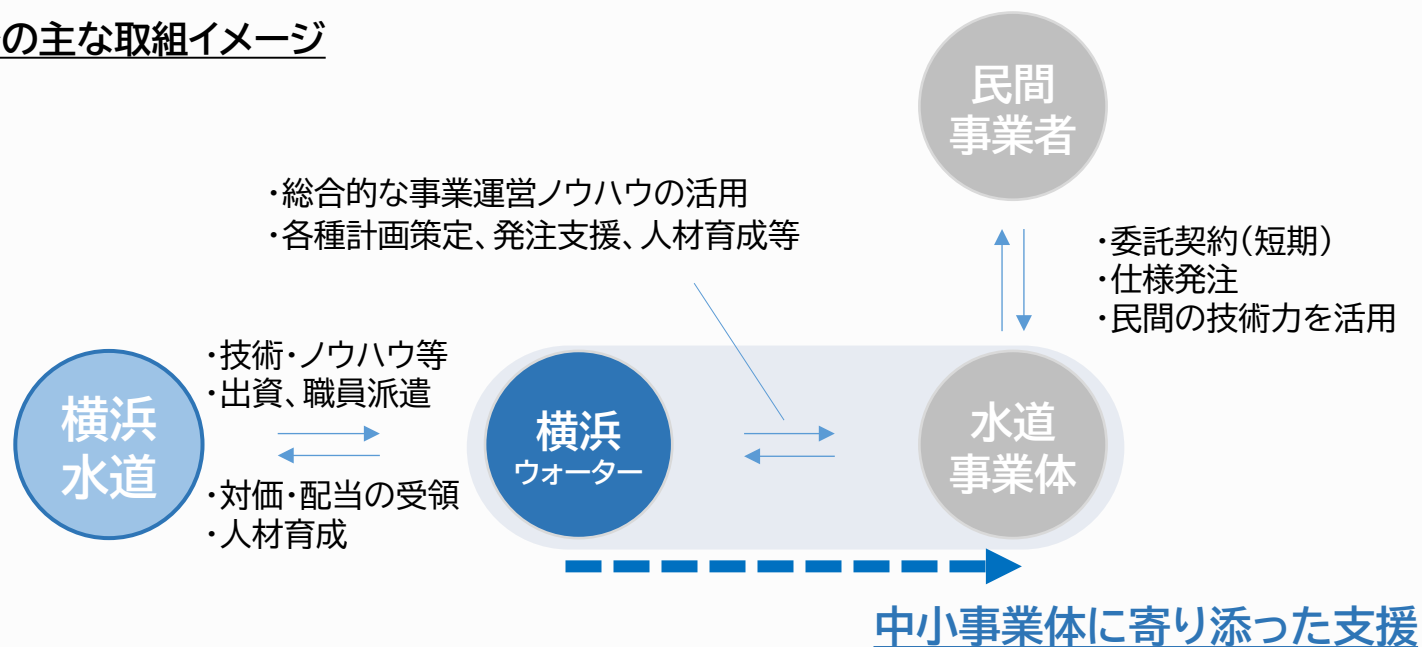 の主な取組イメージ
民間
事業者
・総合的な事業運営ノウハウの活用
・各種計画策定、発注支援、人材育成等
・委託契約（短期）
・仕様発注
・民間の技術力を活用
・技術・ノウハウ等
・出資、職員派遣
横浜
水道
横浜
ウォーター
水道
事業体
・対価・配当の受領
・人材育成
中小事業体に寄り添った支援